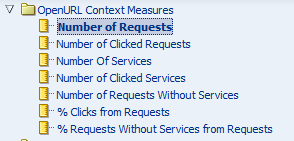 OpenURL Context Measures
Number of Requests
Number of Clicked Requests
Number Of Services
Number of Clicked Services
Number of Requests Without Services
% Clicks from Requests
% Requests Without Services from Requests